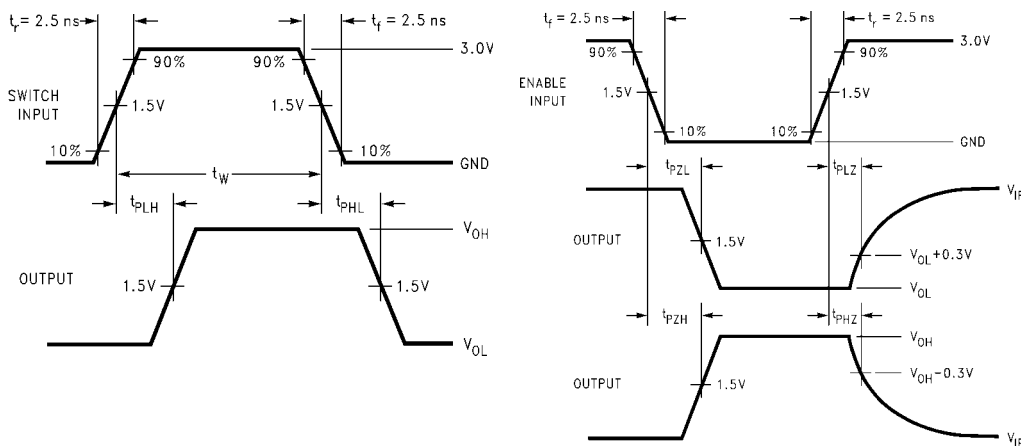 tr = 2.5 ns
tf = 2.5 ns
3.0V
90%
90%
SWITCH
INPUT
1.5V
1.5V
10%
10%
GND
tW
tPLH
tPHL
VOH
OUTPUT
1.5V
1.5V
VOL
tf = 2.5 ns
tr = 2.5 ns
3.0V
90%
90%
ENABLE
INPUT
1.5V
1.5V
10%
10%
GND
tPZL
tPLZ
OUTPUT
1.5V
VOL+0.3V
VOL
tPZH
tPHZ
VOH
OUTPUT
1.5V
VOH−0.3V